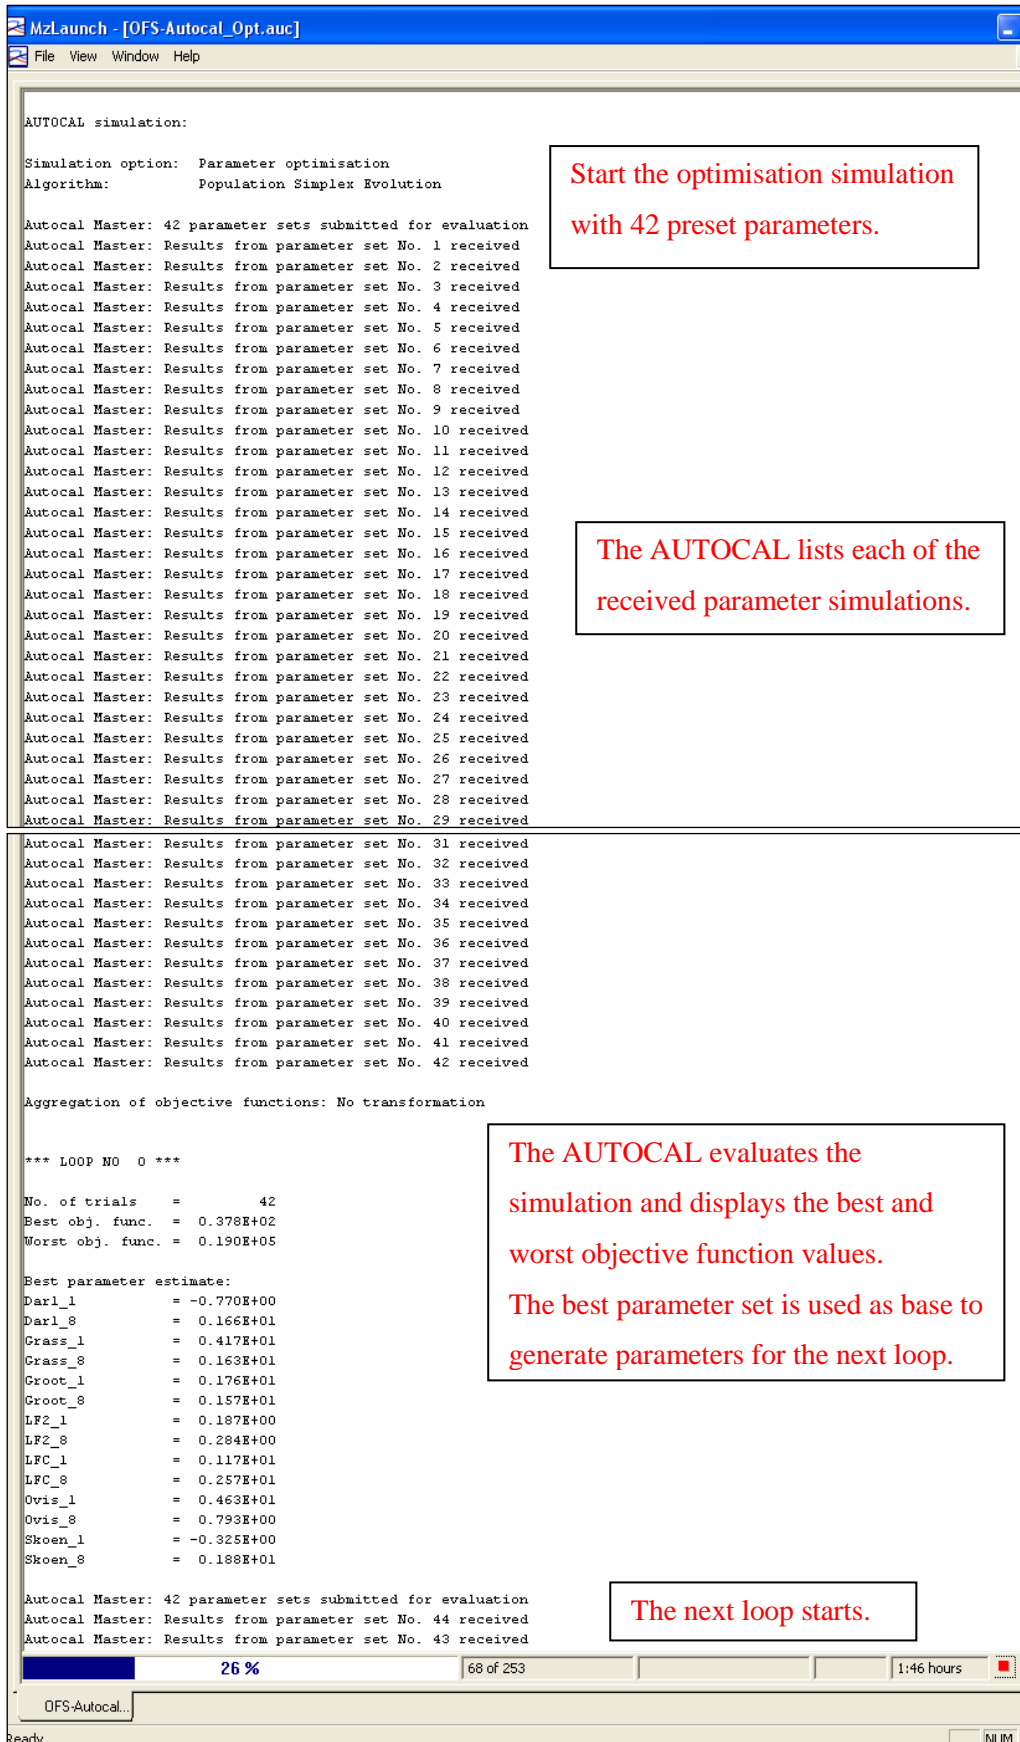 MzLaunch - [OFS-Autocal_Opt.auc]
File View Window Help
AUTOCAL simulation:
Simulation option: Parameter optimisation
Algorithm: Population Simplex Evolution
Start the optimisation simulation
with 42 preset parameters.
Autocal Master: 42 parameter sets submitted for evaluation
Autocal Master: Results from parameter set No. 1 received
Autocal Master: Results from parameter set No. 2 received
Autocal Master: Results from parameter set No. 3 received
Autocal Master: Results from parameter set No. 4 received
Autocal Master: Results from parameter set No. 5 received
Autocal Master: Results from parameter set No. 6 received
Autocal Master: Results from parameter set No. 7 received
Autocal Master: Results from parameter set No. 8 received
Autocal Master: Results from parameter set No. 9 received
Autocal Master: Results from parameter set No. 10 received
Autocal Master: Results from parameter set No. 11 received
Autocal Master: Results from parameter set No. 12 received
Autocal Master: Results from parameter set No. 13 received
Autocal Master: Results from parameter set No. 14 received
Autocal Master: Results from parameter set No. 15 received
Autocal Master: Results from parameter set No. 16 received
Autocal Master: Results from parameter set No. 17 received
Autocal Master: Results from parameter set No. 18 received
Autocal Master: Results from parameter set No. 19 received
Autocal Master: Results from parameter set No. 20 received
Autocal Master: Results from parameter set No. 21 received
Autocal Master: Results from parameter set No. 22 received
Autocal Master: Results from parameter set No. 23 received
Autocal Master: Results from parameter set No. 24 received
Autocal Master: Results from parameter set No. 25 received
Autocal Master: Results from parameter set No. 26 received
Autocal Master: Results from parameter set No. 27 received
Autocal Master: Results from parameter set No. 28 received
Autocal Master: Results from parameter set No. 29 received
The AUTOCAL lists each of the
received parameter simulations.
Autocal Master: Results from parameter set No. 31 received
Autocal Master: Results from parameter set No. 32 received
Autocal Master: Results from parameter set No. 33 received
Autocal Master: Results from parameter set No. 34 received
Autocal Master: Results from parameter set No. 35 received
Autocal Master: Results from parameter set No. 36 received
Autocal Master: Results from parameter set No. 37 received
Autocal Master: Results from parameter set No. 38 received
Autocal Master: Results from parameter set No. 39 received
Autocal Master: Results from parameter set No. 40 received
Autocal Master: Results from parameter set No. 41 received
Autocal Master: Results from parameter set No. 42 received
Aggregation of objective functions: No transformation
*** LOOP NO 0 ***
No. of trials = 42
Best obj. func. = 0.378E+02
Worst obj. func. = 0.190E+05
The AUTOCAL evaluates the
simulation and displays the best and
worst objective function values.
The best parameter set is used as base to
generate parameters for the next loop.
Best parameter estimate:
Darl_1 = -0.770E+00
Darl_8 = 0.166E+01
Grass_1 = 0.417E+01
Grass_8 = 0.163E+01
Groot_1 = 0.176E+01
Groot_8 = 0.157E+01
LF2_1 = 0.187E+00
LF2_8 = 0.284E+00
LFC_1 = 0.117E+01
LFC_8 = 0.257E+01
Ovis_1 = 0.463E+01
Ovis_8 = 0.793E+00
Skoen_1 = -0.325E+00
Skoen_8 = 0.188E+01
Autocal Master: 42 parameter sets submitted for evaluation
Autocal Master: Results from parameter set No. 44 received
Autocal Master: Results from parameter set No. 43 received
The next loop starts.
26 % 68 of 253 1:46 hours
OFS-Autocal...
Ready NUM